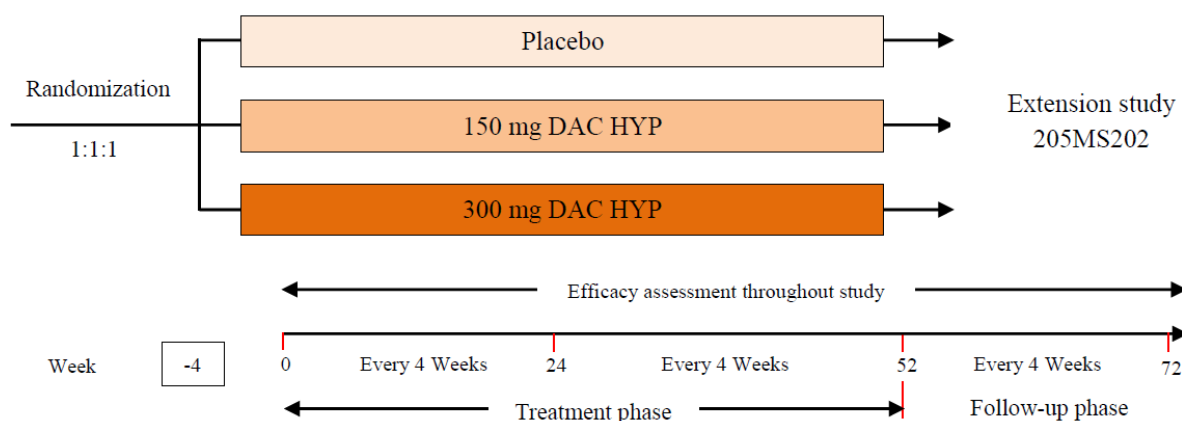 Placebo
Randomization
1:1:1
150 mg DAC HYP
Extension study
205MS202
300 mg DAC HYP
Efficacy assessment throughout study
Week -4 0 Every 4 Weeks 24 Every 4 Weeks 52 Every 4 Weeks 72
Treatment phase Follow-up phase